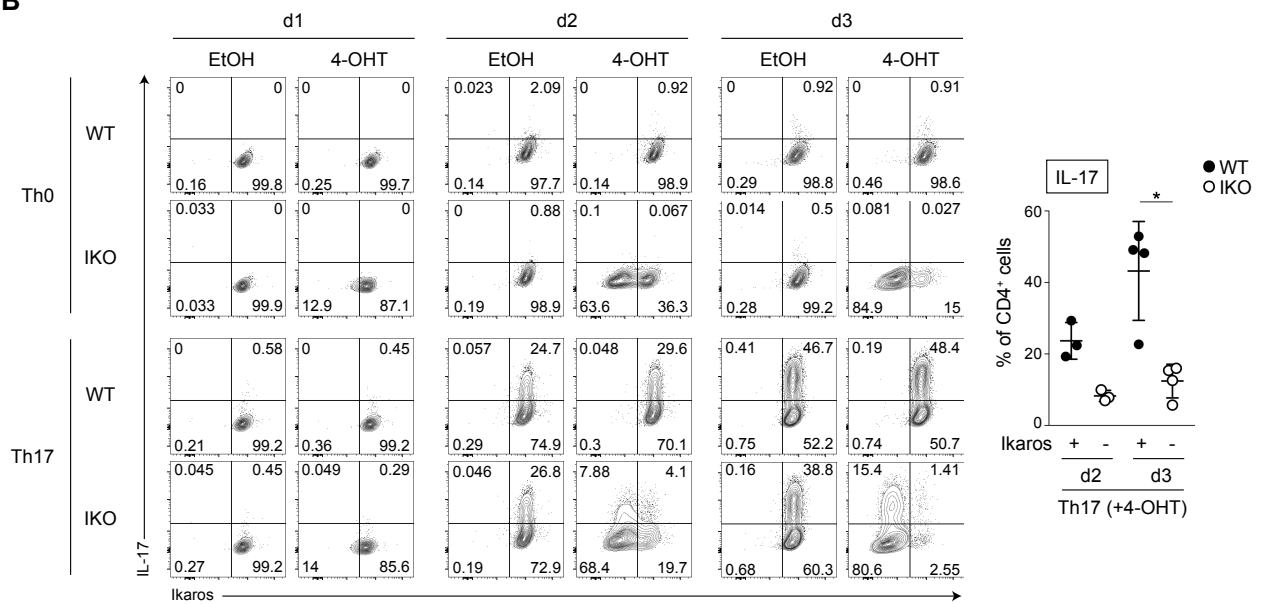 B
d1 d2 d3
EtOH 4-OHT EtOH 4-OHT EtOH 4-OHT
Th0
WT
0 0 0 0 0.023 2.09 0 0.92 0 0.92 0 0.91
0.16 99.8 0.25 99.7 0.14 97.7 0.14 98.9 0.29 98.8 0.46 98.6
IKO
0.033 0 0 0 0 0.88 0.1 0.067 0.014 0.5 0.081 0.027
0.033 99.9 12.9 87.1 0.19 98.9 63.6 36.3 0.28 99.2 84.9 15
Th17
WT
0 0.58 0 0.45 0.057 24.7 0.048 29.6 0.41 46.7 0.19 48.4
0.21 99.2 0.36 99.2 0.29 74.9 0.3 70.1 0.75 52.2 0.74 50.7
IKO
0.045 0.45 0.049 0.29 0.046 26.8 7.88 4.1 0.16 38.8 15.4 1.41
0.27 99.2 14 85.6 0.19 72.9 68.4 19.7 0.68 60.3 80.6 2.55
IL-17
Ikaros
IL-17
WT
IKO
*
% of CD4+ cells
60
40
20
0
Ikaros + - + -
d2 d3
Th17 (+4-OHT)